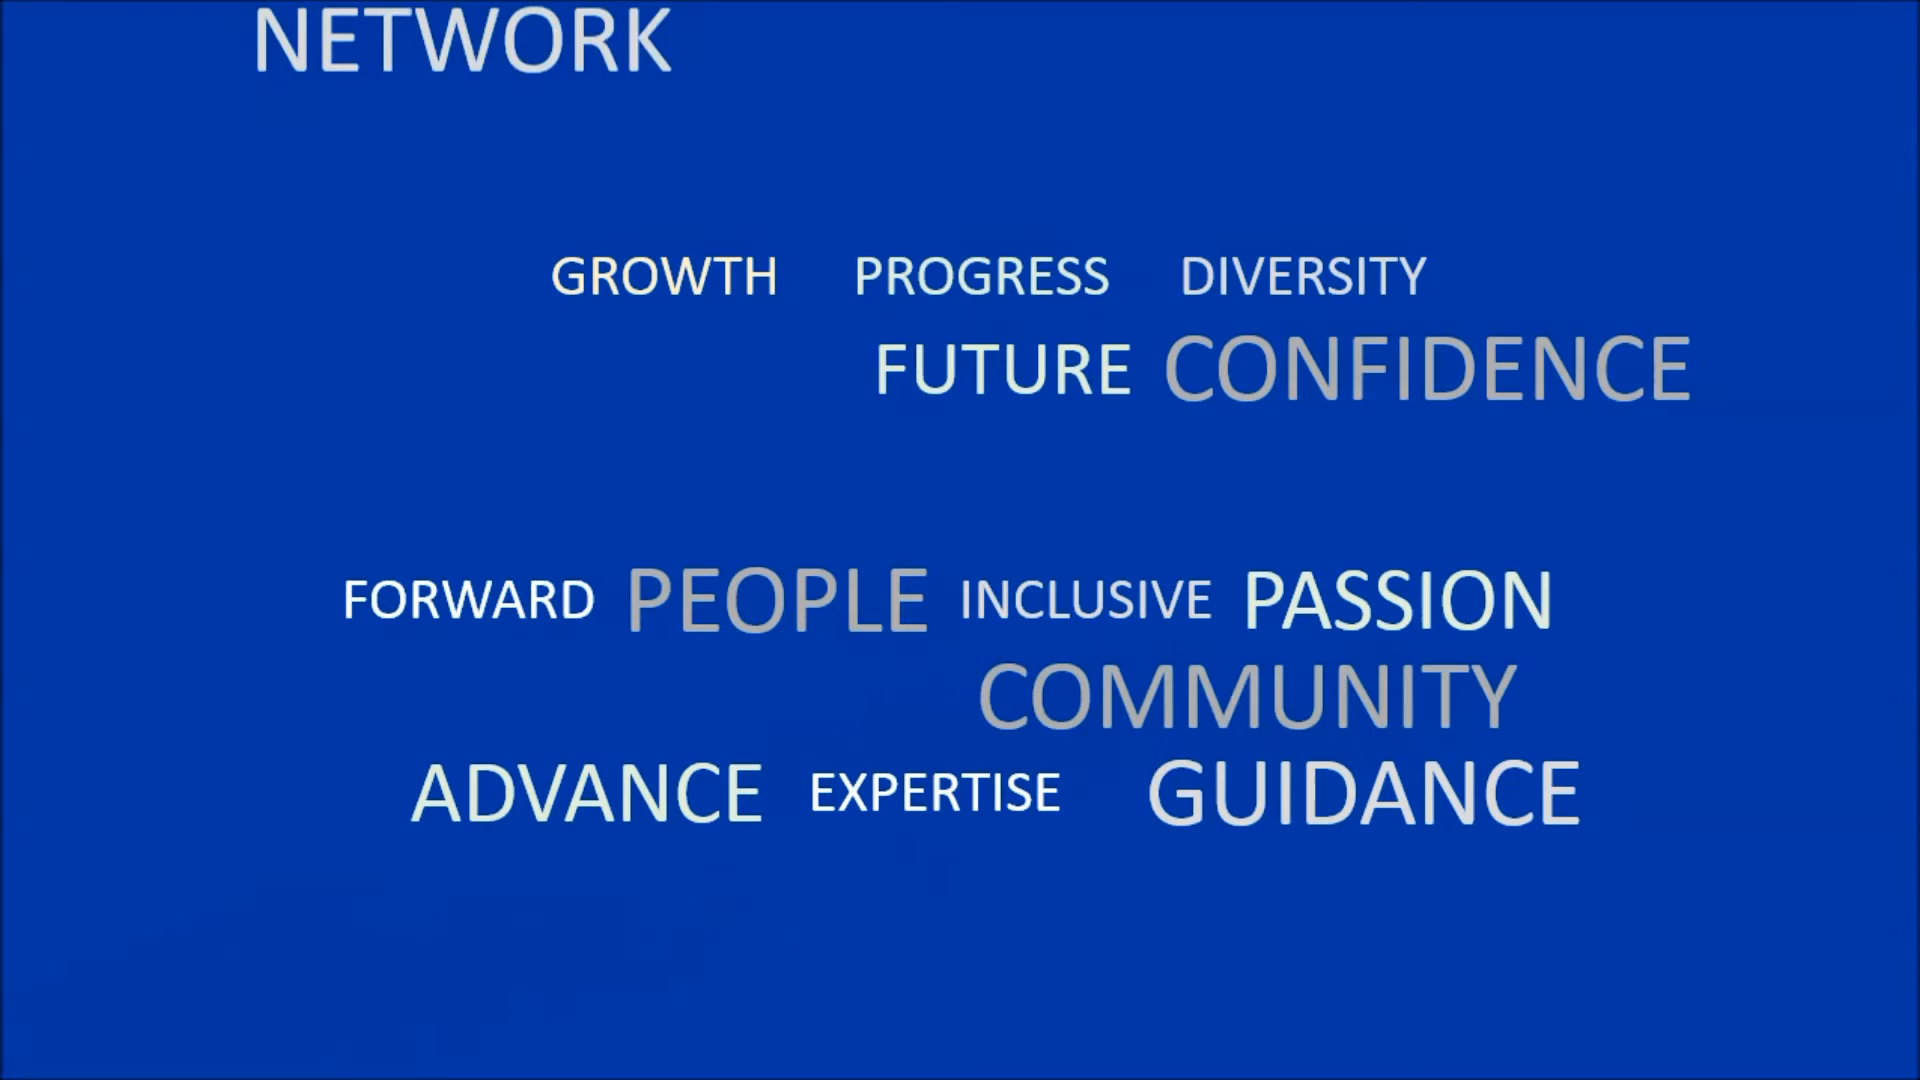 NETWORK
GROWTH PROGRESS DIVERSITY
FUTURE CONFIDENCE
FORWARD PEOPLE INCLUSIVE PASSION
COMMUNITY
ADVANCE EXPERTISE GUIDANCE